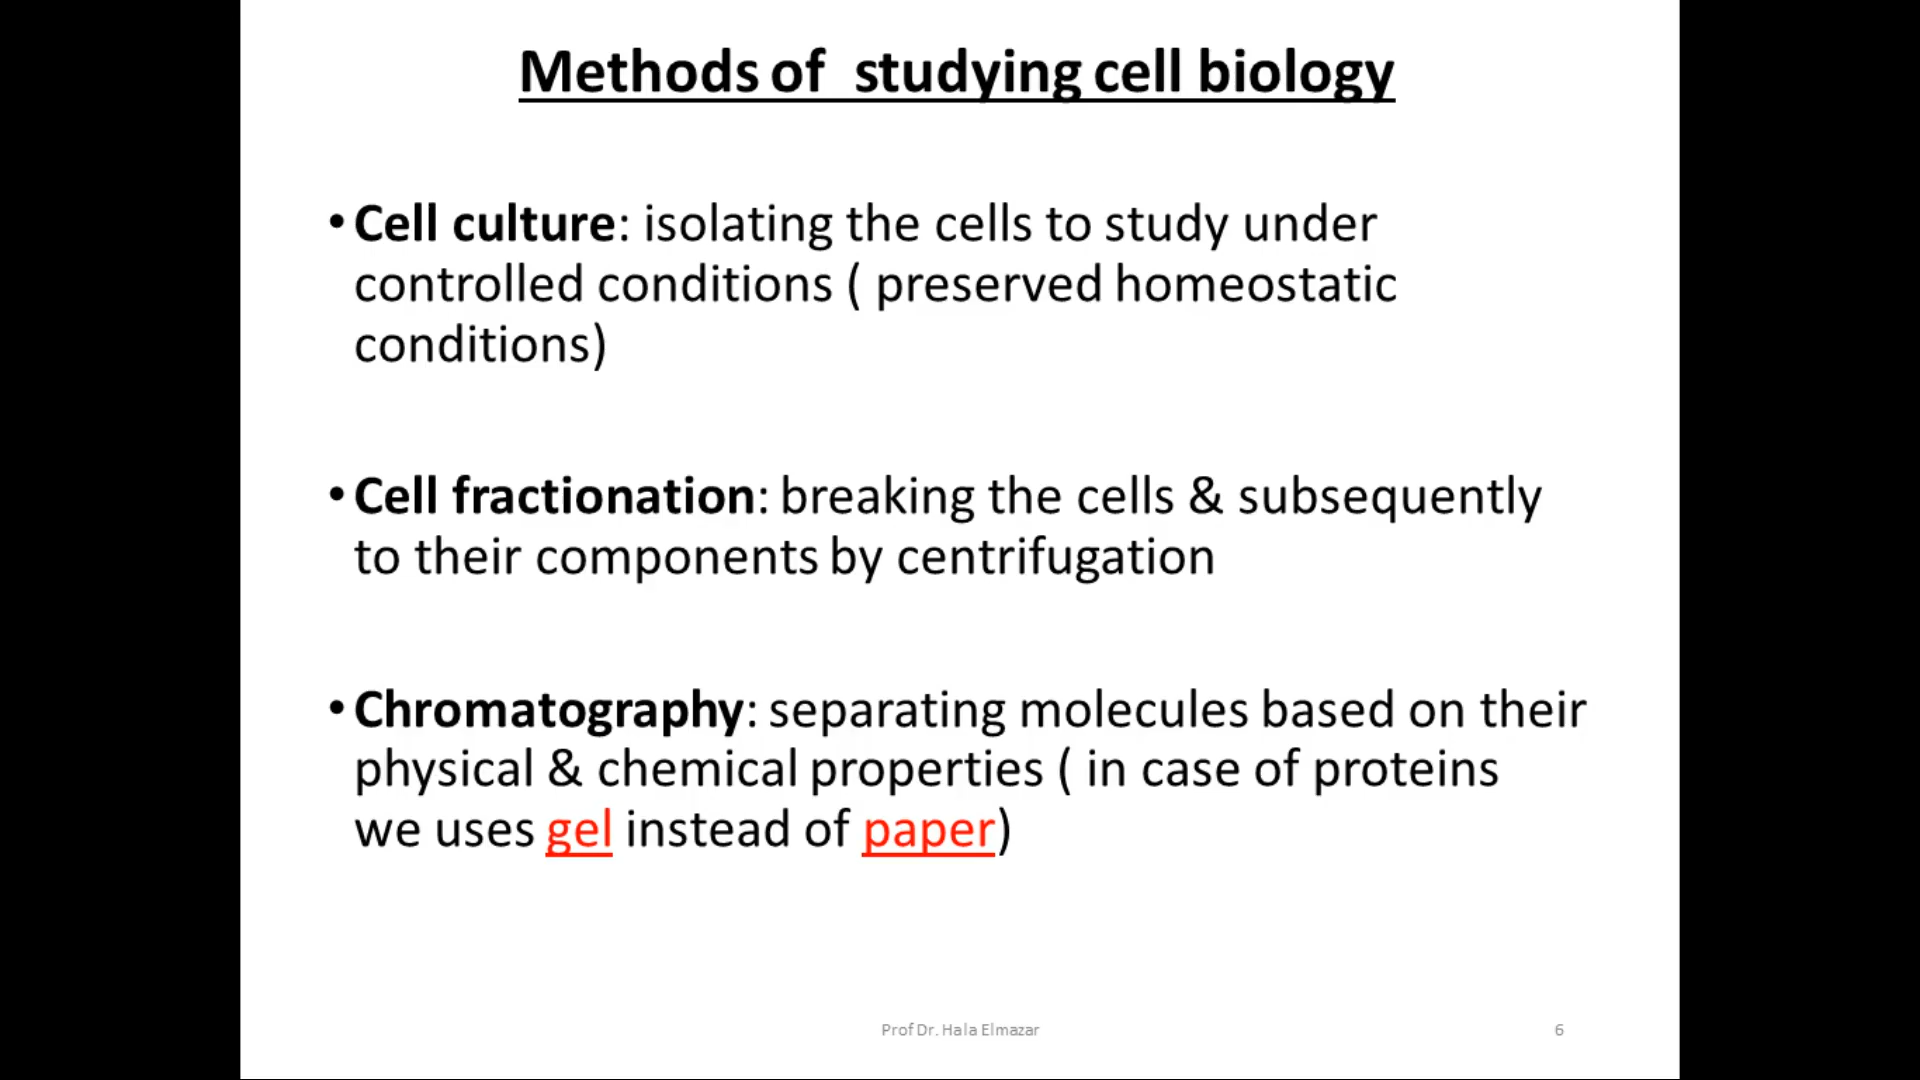 Methods of studying cell biology
• Cell culture: isolating the cells to study under
controlled conditions ( preserved homeostatic
conditions)
• Cell fractionation: breaking the cells & subsequently
to their components by centrifugation
• Chromatography: separating molecules based on their
physical & chemical properties ( in case of proteins
we uses gel instead of paper)
Prof Dr. Hala Elmazar
6